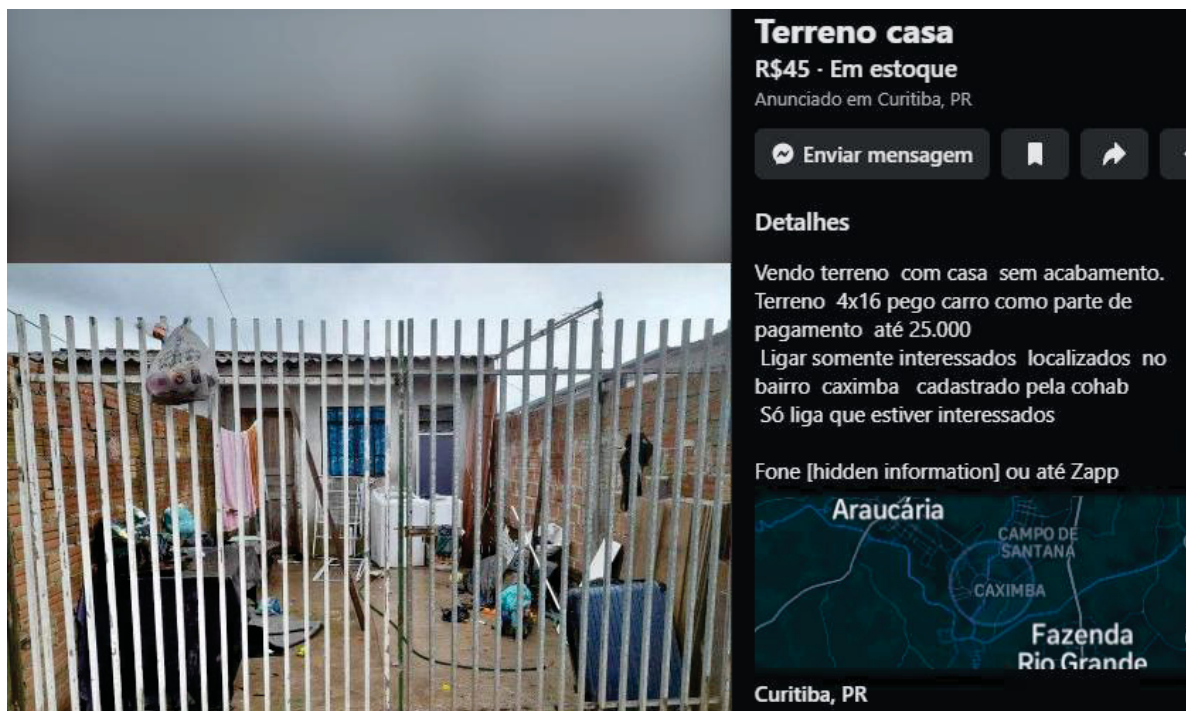 Terreno casa
R$45 · Em estoque
Anunciado em Curitiba, PR
Enviar mensagem
Detalhes
Vendo terreno com casa sem acabamento.
Terreno 4x16 pego carro como parte de
pagamento até 25.000
Ligar somente interessados localizados no
bairro caximba cadastrado pela cohab
Só liga que estiver interessados
Fone [hidden information] ou até Zapp
Araucária
CAMPO DE
SANTANA
CAXIMBA
Fazenda
Rio Grande
Curitiba, PR